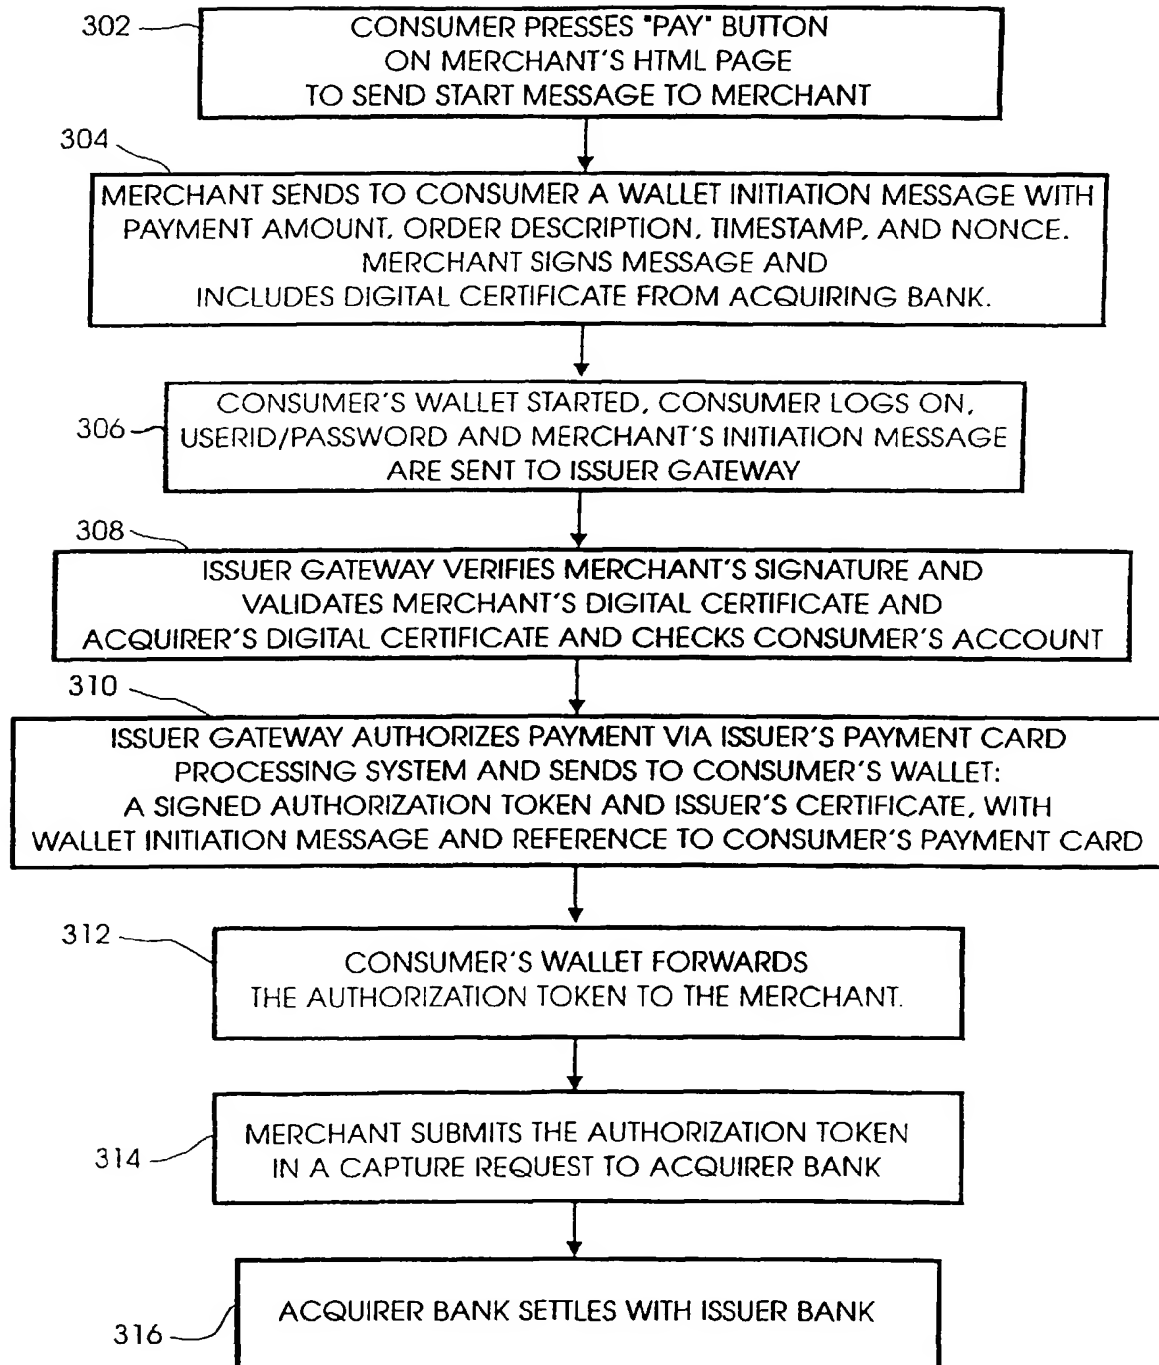 302
CONSUMER PRESSES "PAY" BUTTON
ON MERCHANT'S HTML PAGE
TO SEND START MESSAGE TO MERCHANT
304
MERCHANT SENDS TO CONSUMER A WALLET INITIATION MESSAGE WITH
PAYMENT AMOUNT, ORDER DESCRIPTION, TIMESTAMP, AND NONCE.
MERCHANT SIGNS MESSAGE AND
INCLUDES DIGITAL CERTIFICATE FROM ACQUIRING BANK.
306
CONSUMER'S WALLET STARTED, CONSUMER LOGS ON,
USERID/PASSWORD AND MERCHANT'S INITIATION MESSAGE
ARE SENT TO ISSUER GATEWAY
308
ISSUER GATEWAY VERIFIES MERCHANT'S SIGNATURE AND
VALIDATES MERCHANT'S DIGITAL CERTIFICATE AND
ACQUIRER'S DIGITAL CERTIFICATE AND CHECKS CONSUMER'S ACCOUNT
310
ISSUER GATEWAY AUTHORIZES PAYMENT VIA ISSUER'S PAYMENT CARD
PROCESSING SYSTEM AND SENDS TO CONSUMER'S WALLET:
A SIGNED AUTHORIZATION TOKEN AND ISSUER'S CERTIFICATE, WITH
WALLET INITIATION MESSAGE AND REFERENCE TO CONSUMER'S PAYMENT CARD
312
CONSUMER'S WALLET FORWARDS
THE AUTHORIZATION TOKEN TO THE MERCHANT.
314
MERCHANT SUBMITS THE AUTHORIZATION TOKEN
IN A CAPTURE REQUEST TO ACQUIRER BANK
316
ACQUIRER BANK SETTLES WITH ISSUER BANK